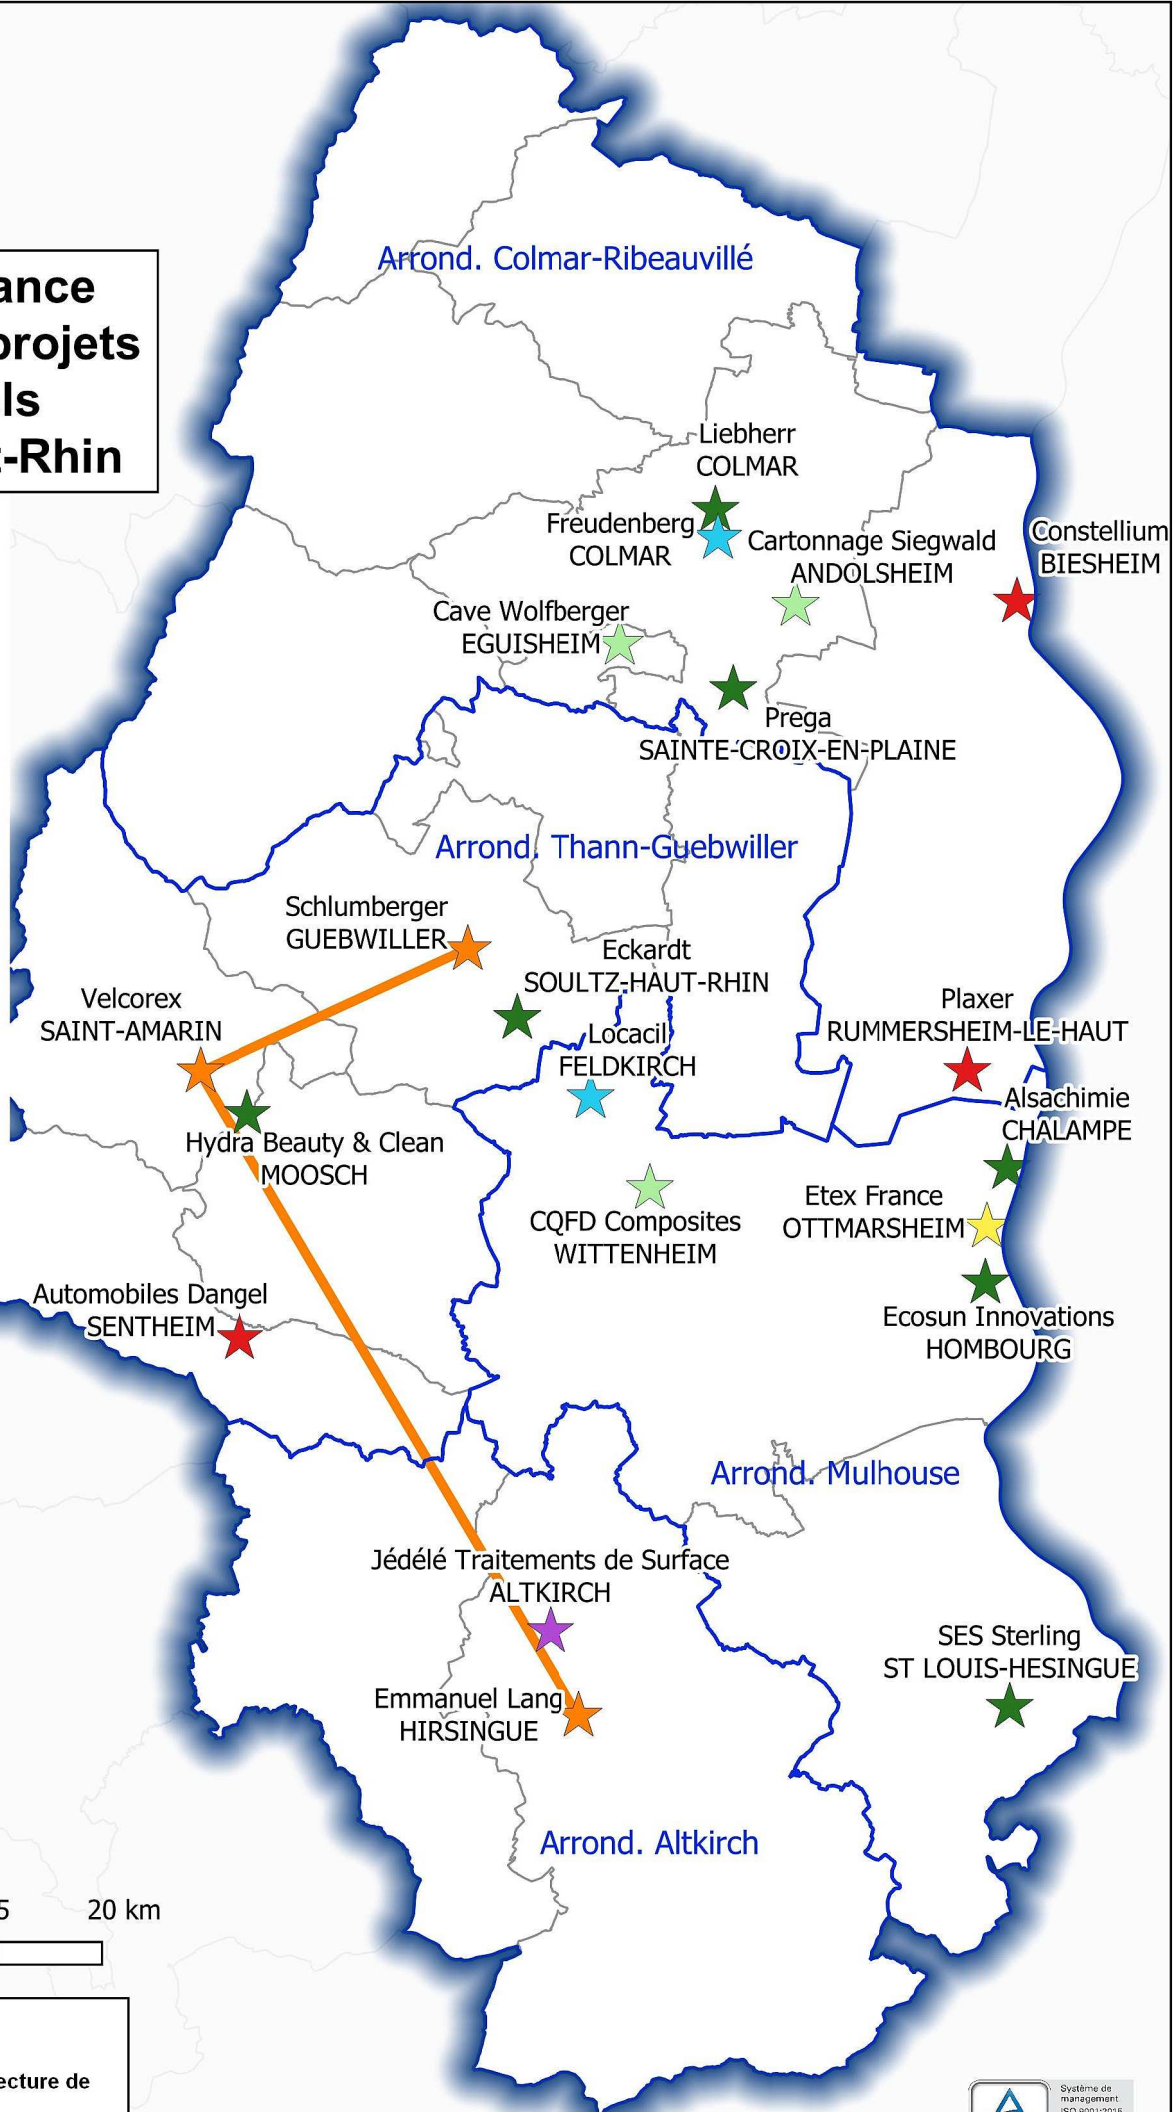 Arrond. Colmar-Ribeauvillé
ance
projets
ls
t-Rhin
Liebherr
COLMAR
Freudenberg
COLMAR
Cartonnage Siegwald
ANDOLSHEIM
Constellium
BIESHEIM
Cave Wolfberger
EGUISHEIM
Prega
SAINTE-CROIX-EN-PLAINE
Arrond. Thann-Guebwiller
Schlumberger
GUEBWILLER
Eckardt
SOULTZ-HAUT-RHIN
Velcorex
SAINT-AMARIN
Locacil
FELDKIRCH
Plaxer
RUMMERSHEIM-LE-HAUT
Alsachimie
CHALAMPE
Hydra Beauty & Clean
MOOSCH
Etex France
OTTMARSHEIM
CQFD Composites
WITTENHEIM
Automobiles Dangel
SENTHEIM
Ecosun Innovations
HOMBOURG
Arrond. Mulhouse
Jédélé Traitements de Surface
ALTKIRCH
SES Sterling
ST LOUIS-HESINGUE
Emmanuel Lang
HIRSINGUE
Arrond. Altkirch
5 20 km
ecture de
Système de
management
ISO 9001:2015